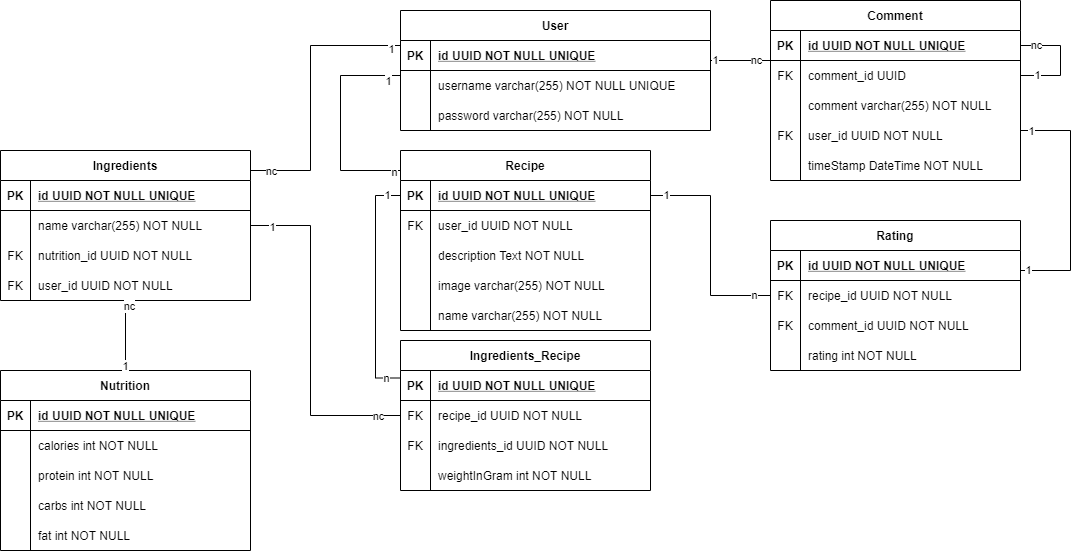 User
PK id UUID NOT NULL UNIQUE
username varchar(255) NOT NULL UNIQUE
password varchar(255) NOT NULL
Comment
PK id UUID NOT NULL UNIQUE
FK comment_id UUID
comment varchar(255) NOT NULL
FK user_id UUID NOT NULL
timeStamp DateTime NOT NULL
1
1
1
nc
nc
1
1
Ingredients
PK id UUID NOT NULL UNIQUE
name varchar(255) NOT NULL
FK nutrition_id UUID NOT NULL
FK user_id UUID NOT NULL
nc
1
nc
1
Recipe
PK id UUID NOT NULL UNIQUE
FK user_id UUID NOT NULL
description Text NOT NULL
image varchar(255) NOT NULL
name varchar(255) NOT NULL
n
1
1
Rating
PK id UUID NOT NULL UNIQUE
FK recipe_id UUID NOT NULL
FK comment_id UUID NOT NULL
rating int NOT NULL
1
n
Ingredients_Recipe
PK id UUID NOT NULL UNIQUE
FK recipe_id UUID NOT NULL
FK ingredients_id UUID NOT NULL
weightInGram int NOT NULL
n
nc
Nutrition
PK id UUID NOT NULL UNIQUE
calories int NOT NULL
protein int NOT NULL
carbs int NOT NULL
fat int NOT NULL